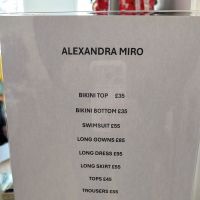 ALEXANDRA MIRO
BIKINI TOP £35
BIKINI BOTTOM £35
SWIMSUIT £55
LONG GOWNS £85
LONG DRESS £95
LONG SKIRT £55
TOPS £45
TROUSERS £55